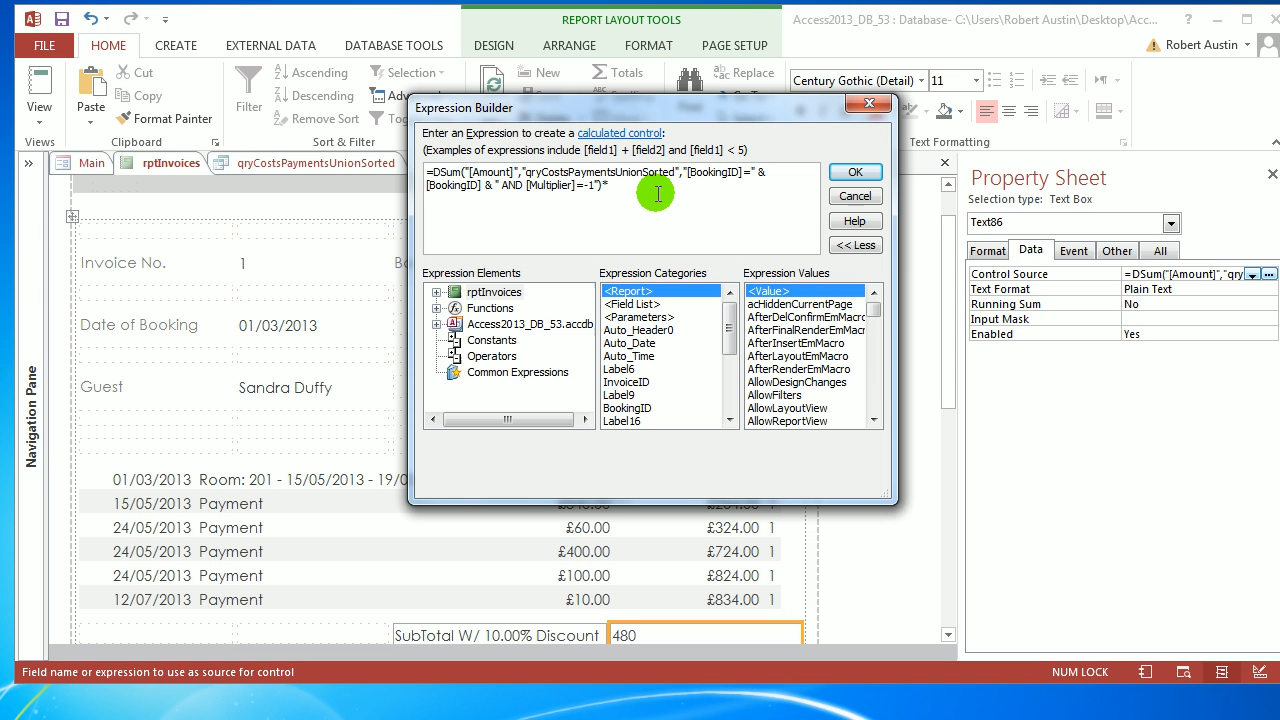 REPORT LAYOUT TOOLS
Access2013_DB_53 : Database- C:\Users\Robert Austin\Desktop\Acc...
FILE HOME CREATE EXTERNAL DATA DATABASE TOOLS DESIGN ARRANGE FORMAT PAGE SETUP Robert Austin
View
Views
Paste
Cut
Copy
Format Painter
Clipboard
Filter
Ascending
Descending
Remove Sort
Selection
Sort & Filter
New
Totals
Replace
Century Gothic (Detail) 11
Text Formatting
Main rptInvoices qryCostsPaymentsUnionSorted
Navigation Pane
Invoice No. 1
Date of Booking 01/03/2013
Guest Sandra Duffy
01/03/2013 Room: 201 - 15/05/2013 - 19/0
15/05/2013 Payment
24/05/2013 Payment £60.00 £324.00 1
24/05/2013 Payment £400.00 £724.00 1
24/05/2013 Payment £100.00 £824.00 1
12/07/2013 Payment £10.00 £834.00 1
SubTotal W/ 10.00% Discount 480
Expression Builder
Enter an Expression to create a calculated control:
(Examples of expressions include [field1] + [field2] and [field1] < 5)
=DSum("[Amount]","qryCostsPaymentsUnionSorted","[BookingID]=" &
[BookingID] & " AND [Multiplier]=-1")*
OK
Cancel
Help
<< Less
Expression Elements
rptInvoices
Functions
Access2013_DB_53.accdb
Constants
Operators
Common Expressions
Expression Categories
<Report>
<Field List>
<Parameters>
Auto_Header0
Auto_Date
Auto_Time
Label6
InvoiceID
Label9
BookingID
Label16
Expression Values
<Value>
acHiddenCurrentPage
AfterDelConfirmEmMacro
AfterFinalRenderEmMacr
AfterInsertEmMacro
AfterLayoutEmMacro
AfterRenderEmMacro
AllowDesignChanges
AllowFilters
AllowLayoutView
AllowReportView
Property Sheet
Selection type: Text Box
Text86
Format Data Event Other All
Control Source =DSum("[Amount]","qry
Text Format Plain Text
Running Sum No
Input Mask
Enabled Yes
Field name or expression to use as source for control
NUM LOCK